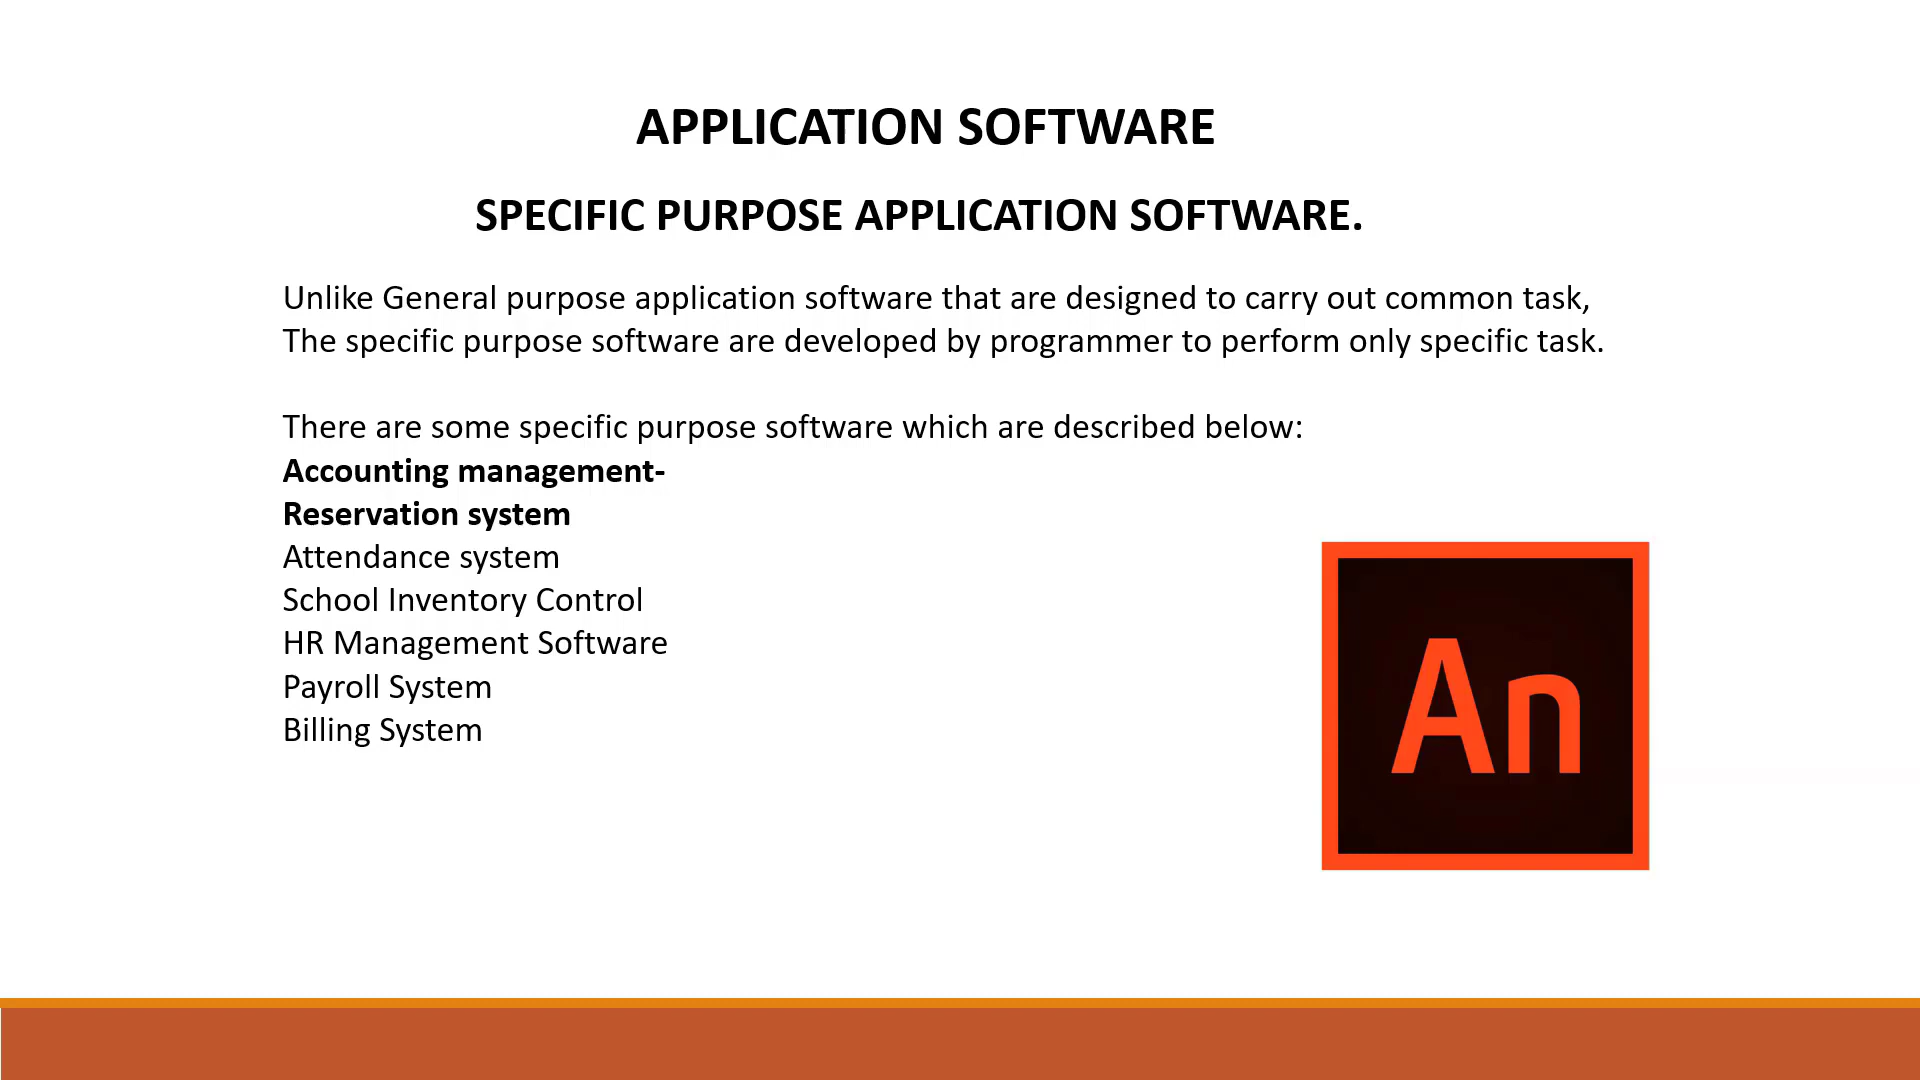 APPLICATION SOFTWARE
SPECIFIC PURPOSE APPLICATION SOFTWARE.
Unlike General purpose application software that are designed to carry out common task,
The specific purpose software are developed by programmer to perform only specific task.
There are some specific purpose software which are described below:
Accounting management-
Reservation system
Attendance system
School Inventory Control
HR Management Software
Payroll System
Billing System
An